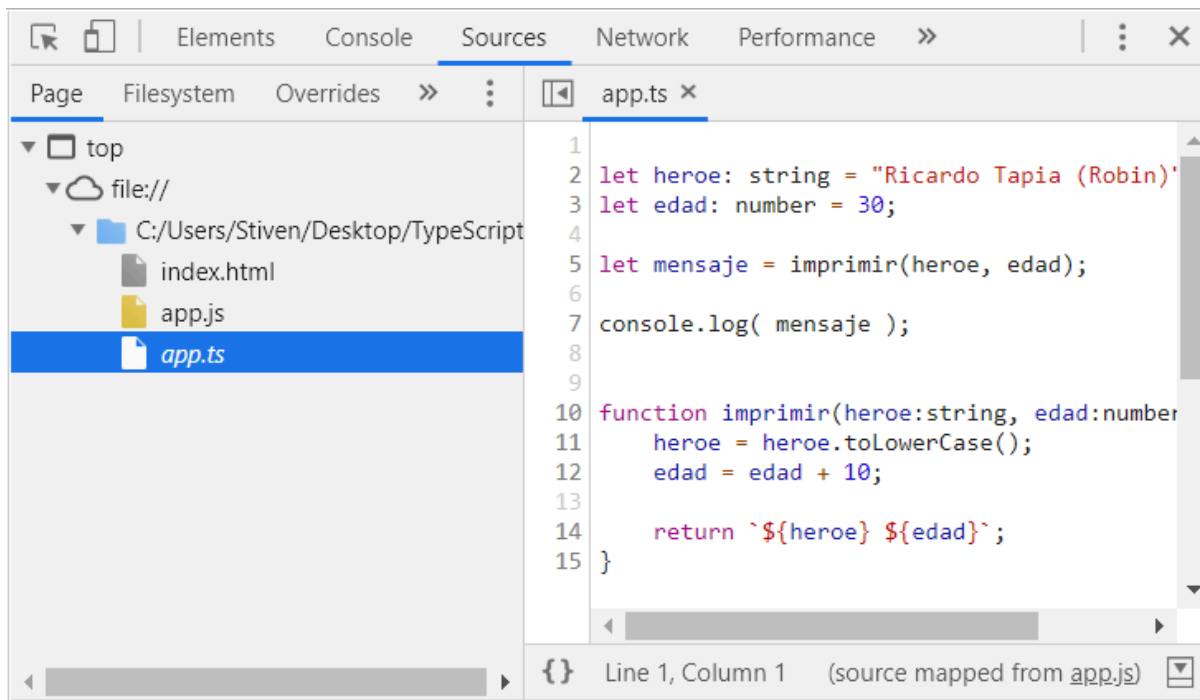 Elements Console Sources Network Performance »
Page Filesystem Overrides »
app.ts ×
top
file://
C:/Users/Stiven/Desktop/TypeScript
index.html
app.js
app.ts
1
2 let heroe: string = "Ricardo Tapia (Robin)"
3 let edad: number = 30;
4
5 let mensaje = imprimir(heroe, edad);
6
7 console.log( mensaje );
8
9
10 function imprimir(heroe:string, edad:number
11     heroe = heroe.toLowerCase();
12     edad = edad + 10;
13
14     return `${heroe} ${edad}`;
15 }
{} Line 1, Column 1 (source mapped from app.js)